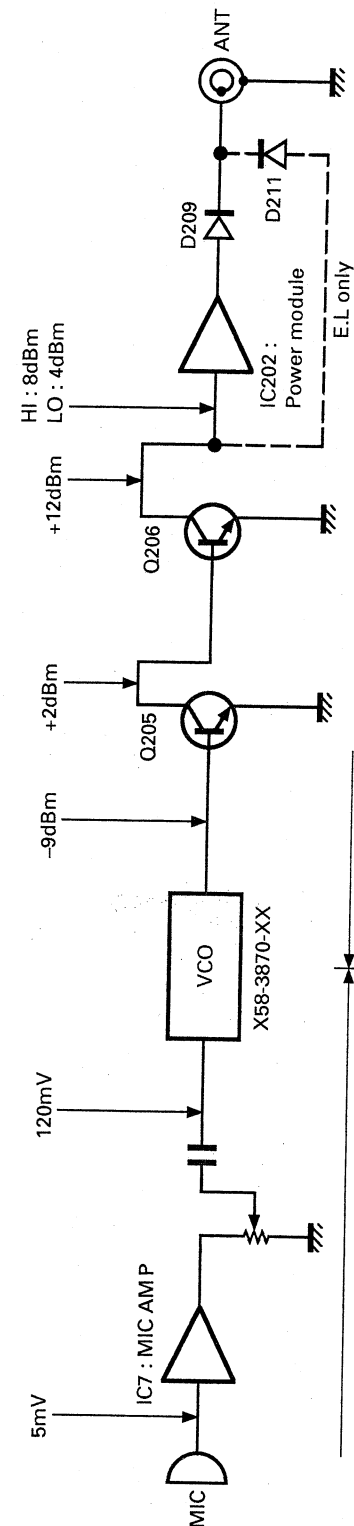 MIC
5mV
IC7 : MIC AMP
120mV
VCO
X58-3870-XX
–9dBm
Q205
+2dBm
Q206
+12dBm
HI : 8dBm
LO : 4dBm
IC202 :
Power module
D209
D211
E.L only
ANT